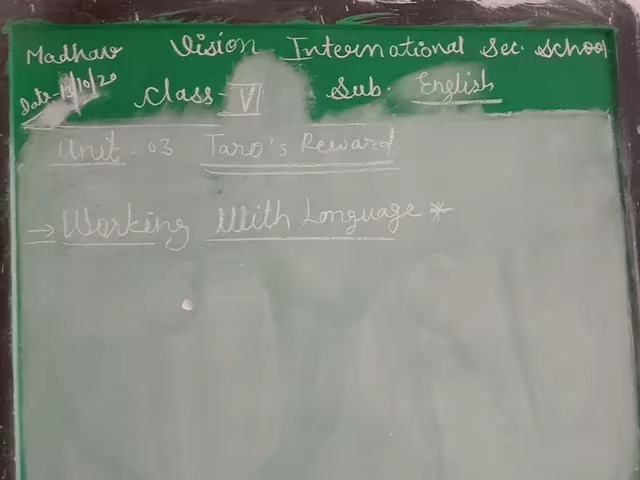 Madhav Vision International Sec. School
Date-13/10/20 Class-V Sub- English
Unit-03 Taro's Reward
→ Working With Language *